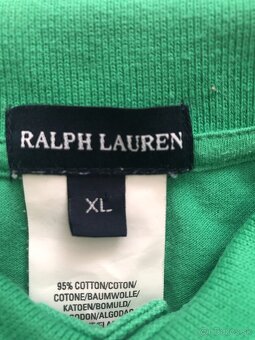 RALPH LAUREN
XL
95% COTTON/COTON/
COTONE/BAUMWOLLE/
KATOEN/BOMULD/